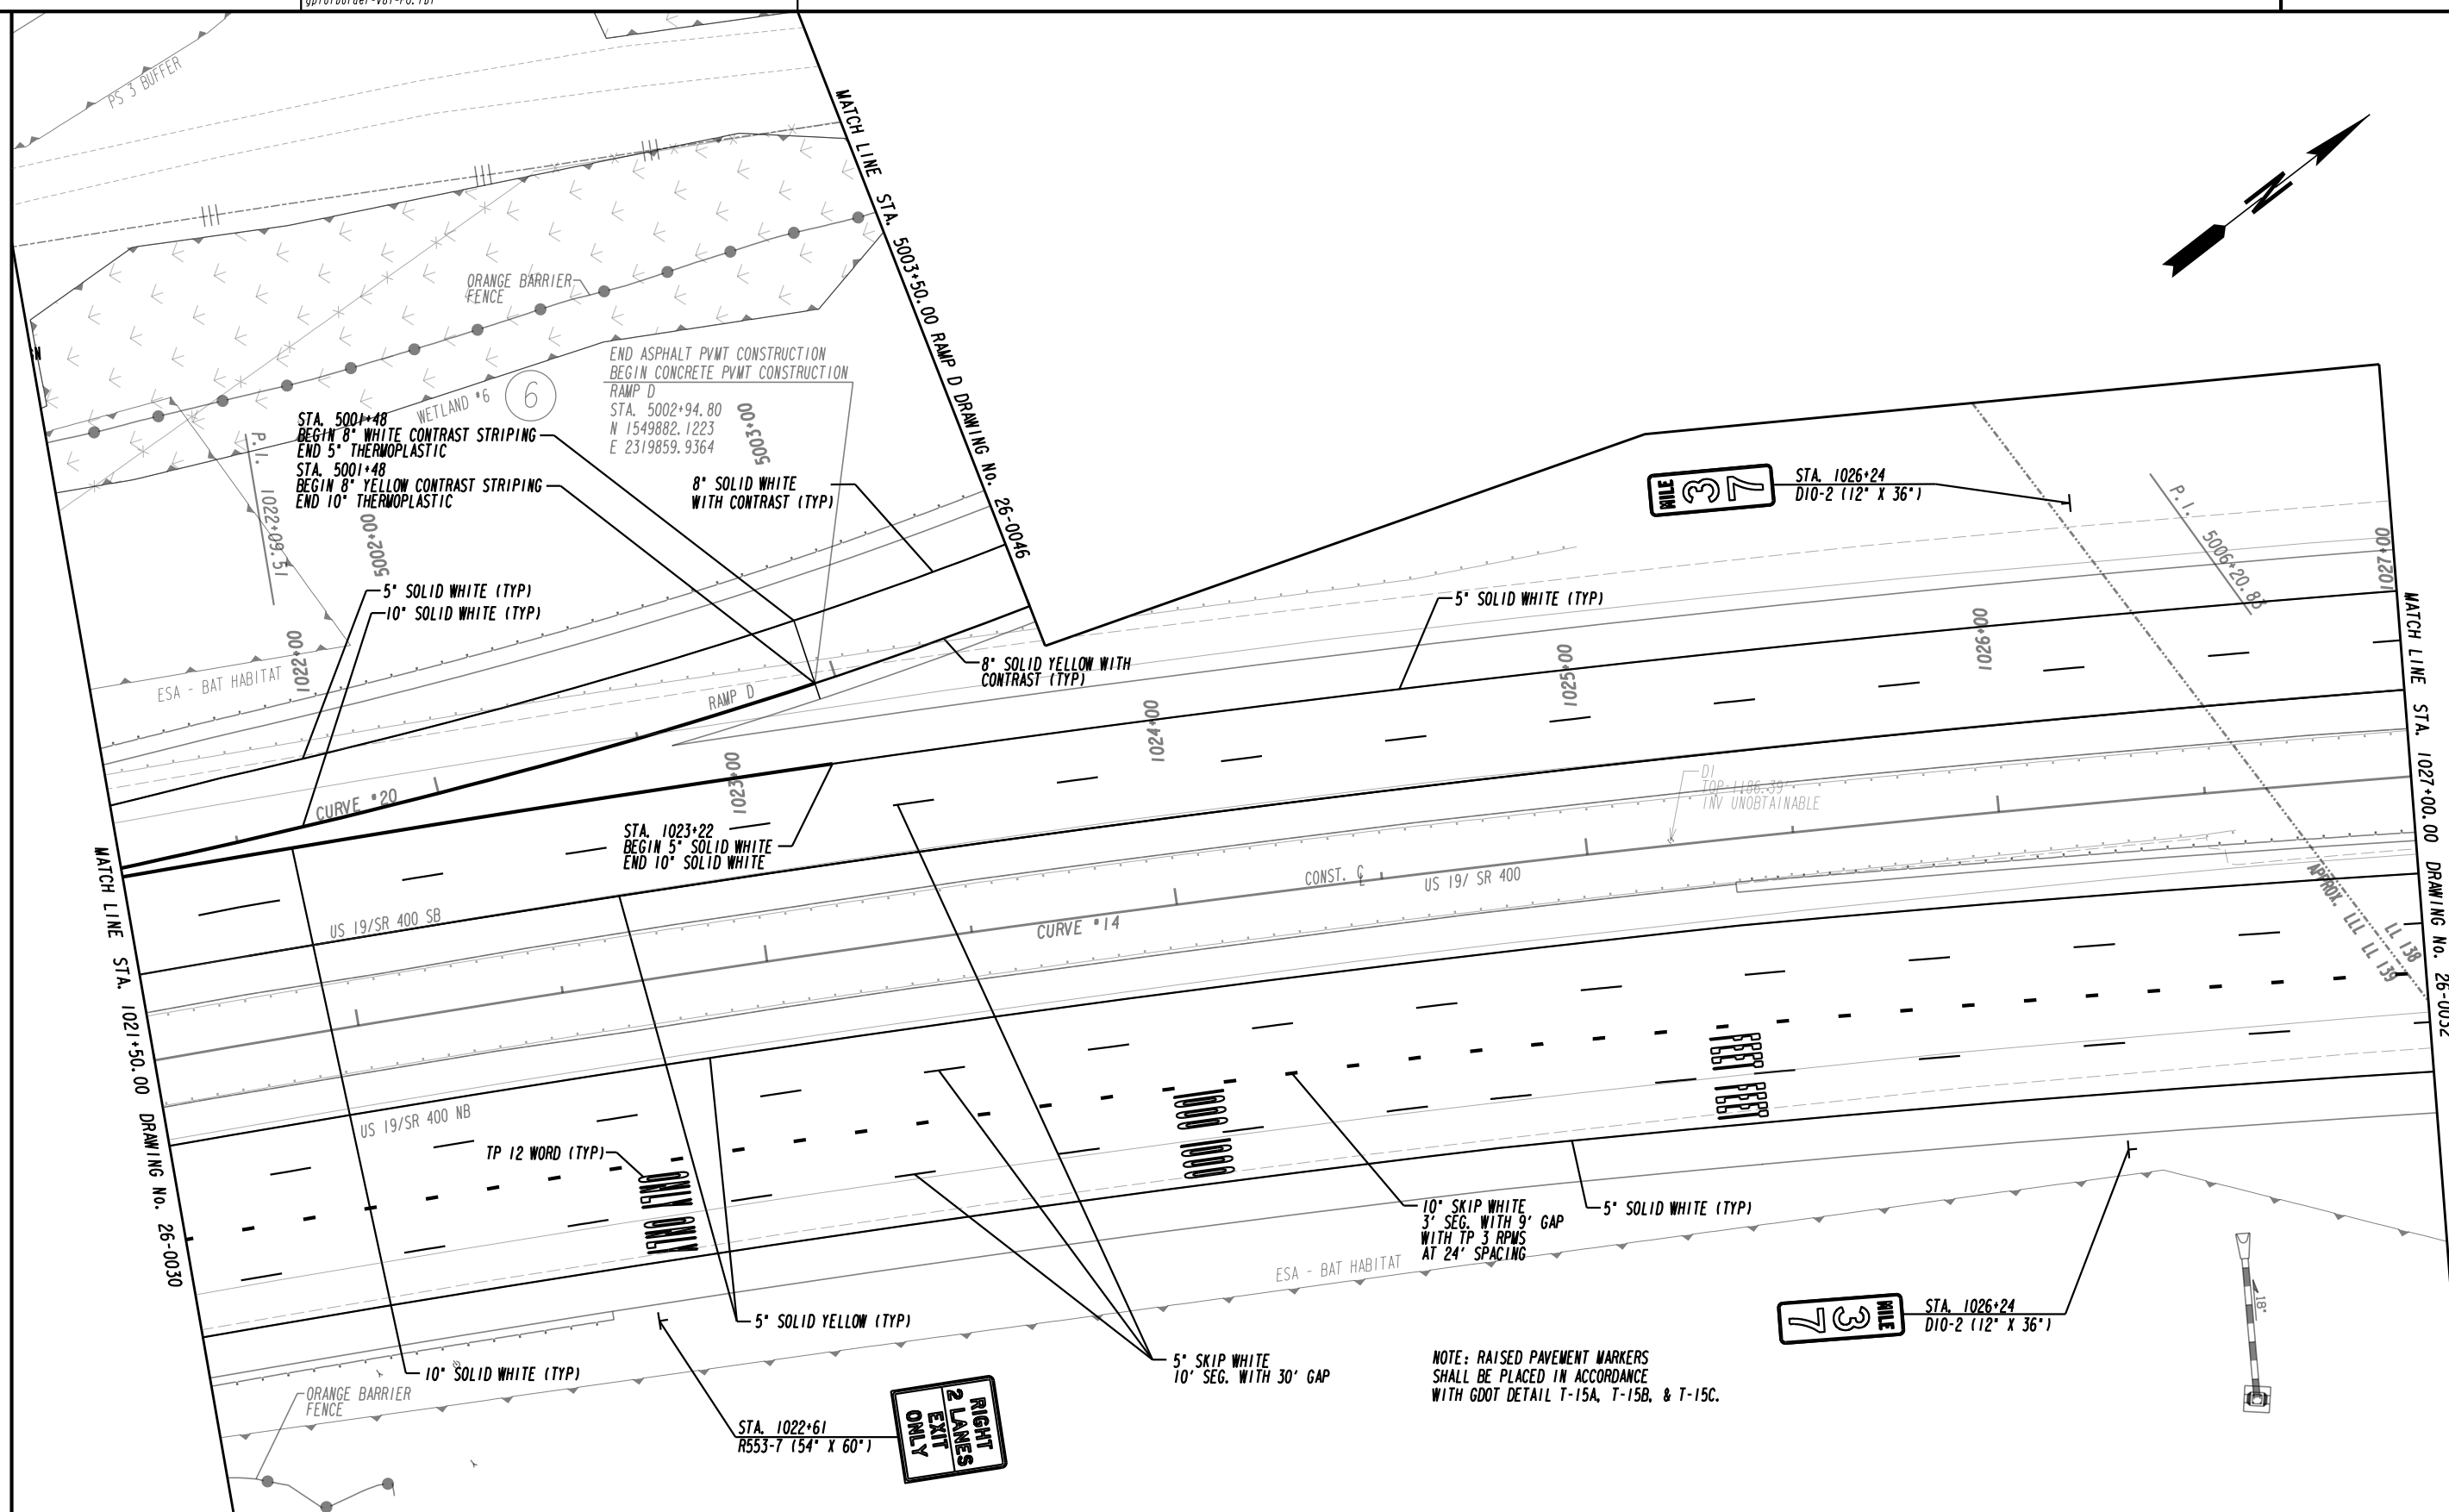 PS 3 BUFFER
MATCH LINE STA. 5003+50.00 RAMP D DRAWING No. 26-0046
N
ORANGE BARRIER
FENCE
WETLAND #6
6
END ASPHALT PVMT CONSTRUCTION
BEGIN CONCRETE PVMT CONSTRUCTION
RAMP D
STA. 5002+94.80
N 1549882.1223
E 2319859.9364
5003+00
STA. 5001+48
BEGIN 8" WHITE CONTRAST STRIPING
END 5" THERMOPLASTIC
STA. 5001+48
BEGIN 8" YELLOW CONTRAST STRIPING
END 10" THERMOPLASTIC
P.I. 1022+09.51
5002+00
8" SOLID WHITE
WITH CONTRAST (TYP)
5" SOLID WHITE (TYP)
10" SOLID WHITE (TYP)
1022+00
ESA - BAT HABITAT
RAMP D
8" SOLID YELLOW WITH
CONTRAST (TYP)
5" SOLID WHITE (TYP)
MILE
3
7
STA. 1026+24
D10-2 (12" X 36")
P.I. 5006+20.83
1027+00
1026+00
1025+00
1024+00
1023+00
MATCH LINE STA. 1027+00.00 DRAWING No. 26-0032
CURVE #20
STA. 1023+22
BEGIN 5" SOLID WHITE
END 10" SOLID WHITE
DI
TOP-1186.39'
INV UNOBTAINABLE
US 19/SR 400 SB
CURVE #14
CONST. CL
US 19/ SR 400
APPROX. LLL
LL 138
LL 139
MATCH LINE STA. 1021+50.00 DRAWING No. 26-0030
US 19/SR 400 NB
TP 12 WORD (TYP)
ONLY
ONLY
10" SKIP WHITE
3' SEG. WITH 9' GAP
WITH TP 3 RPMS
AT 24' SPACING
5" SOLID WHITE (TYP)
ESA - BAT HABITAT
5" SOLID YELLOW (TYP)
10" SOLID WHITE (TYP)
5" SKIP WHITE
10' SEG. WITH 30' GAP
ORANGE BARRIER
FENCE
STA. 1022+61
R553-7 (54" X 60")
RIGHT
2 LANES
EXIT
ONLY
NOTE: RAISED PAVEMENT MARKERS
SHALL BE PLACED IN ACCORDANCE
WITH GDOT DETAIL T-15A, T-15B, & T-15C.
MILE
3
7
STA. 1026+24
D10-2 (12" X 36")
18"